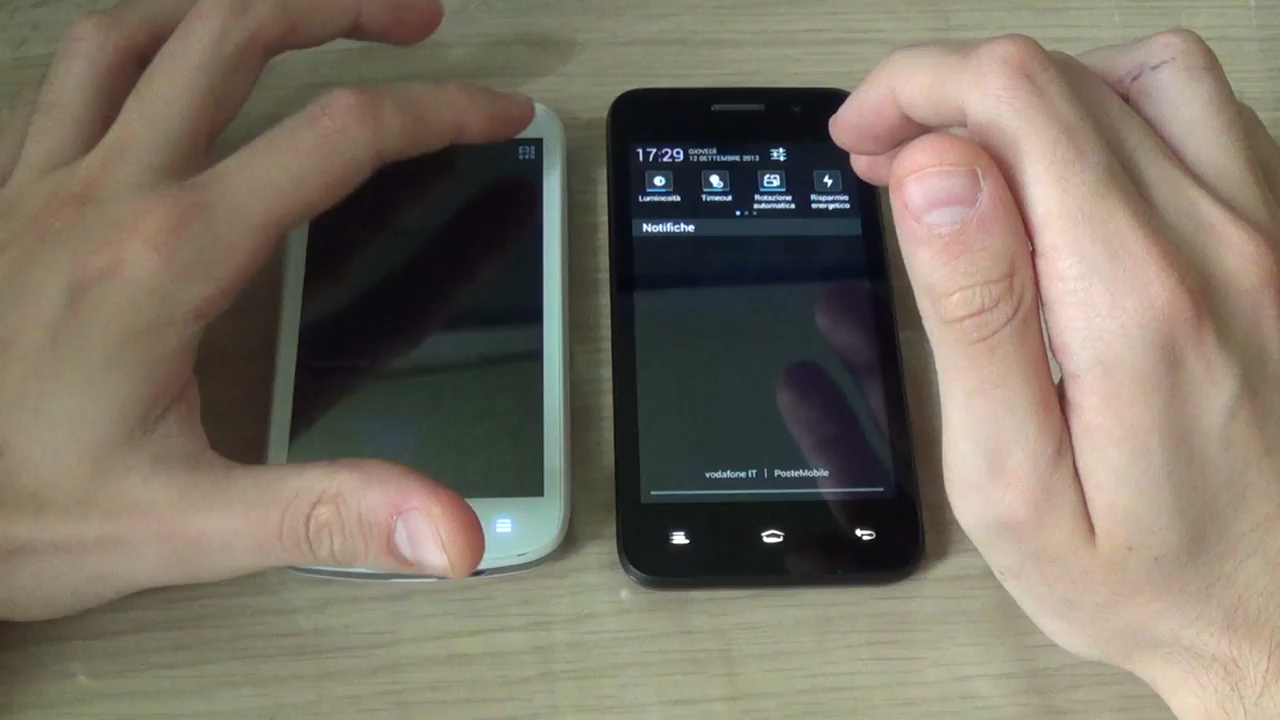 17:29
GIOVEDÌ
12 SETTEMBRE 2013
Luminosità
Timeout
Rotazione
automatica
Risparmio
energetico
Notifiche
vodafone IT | PosteMobile